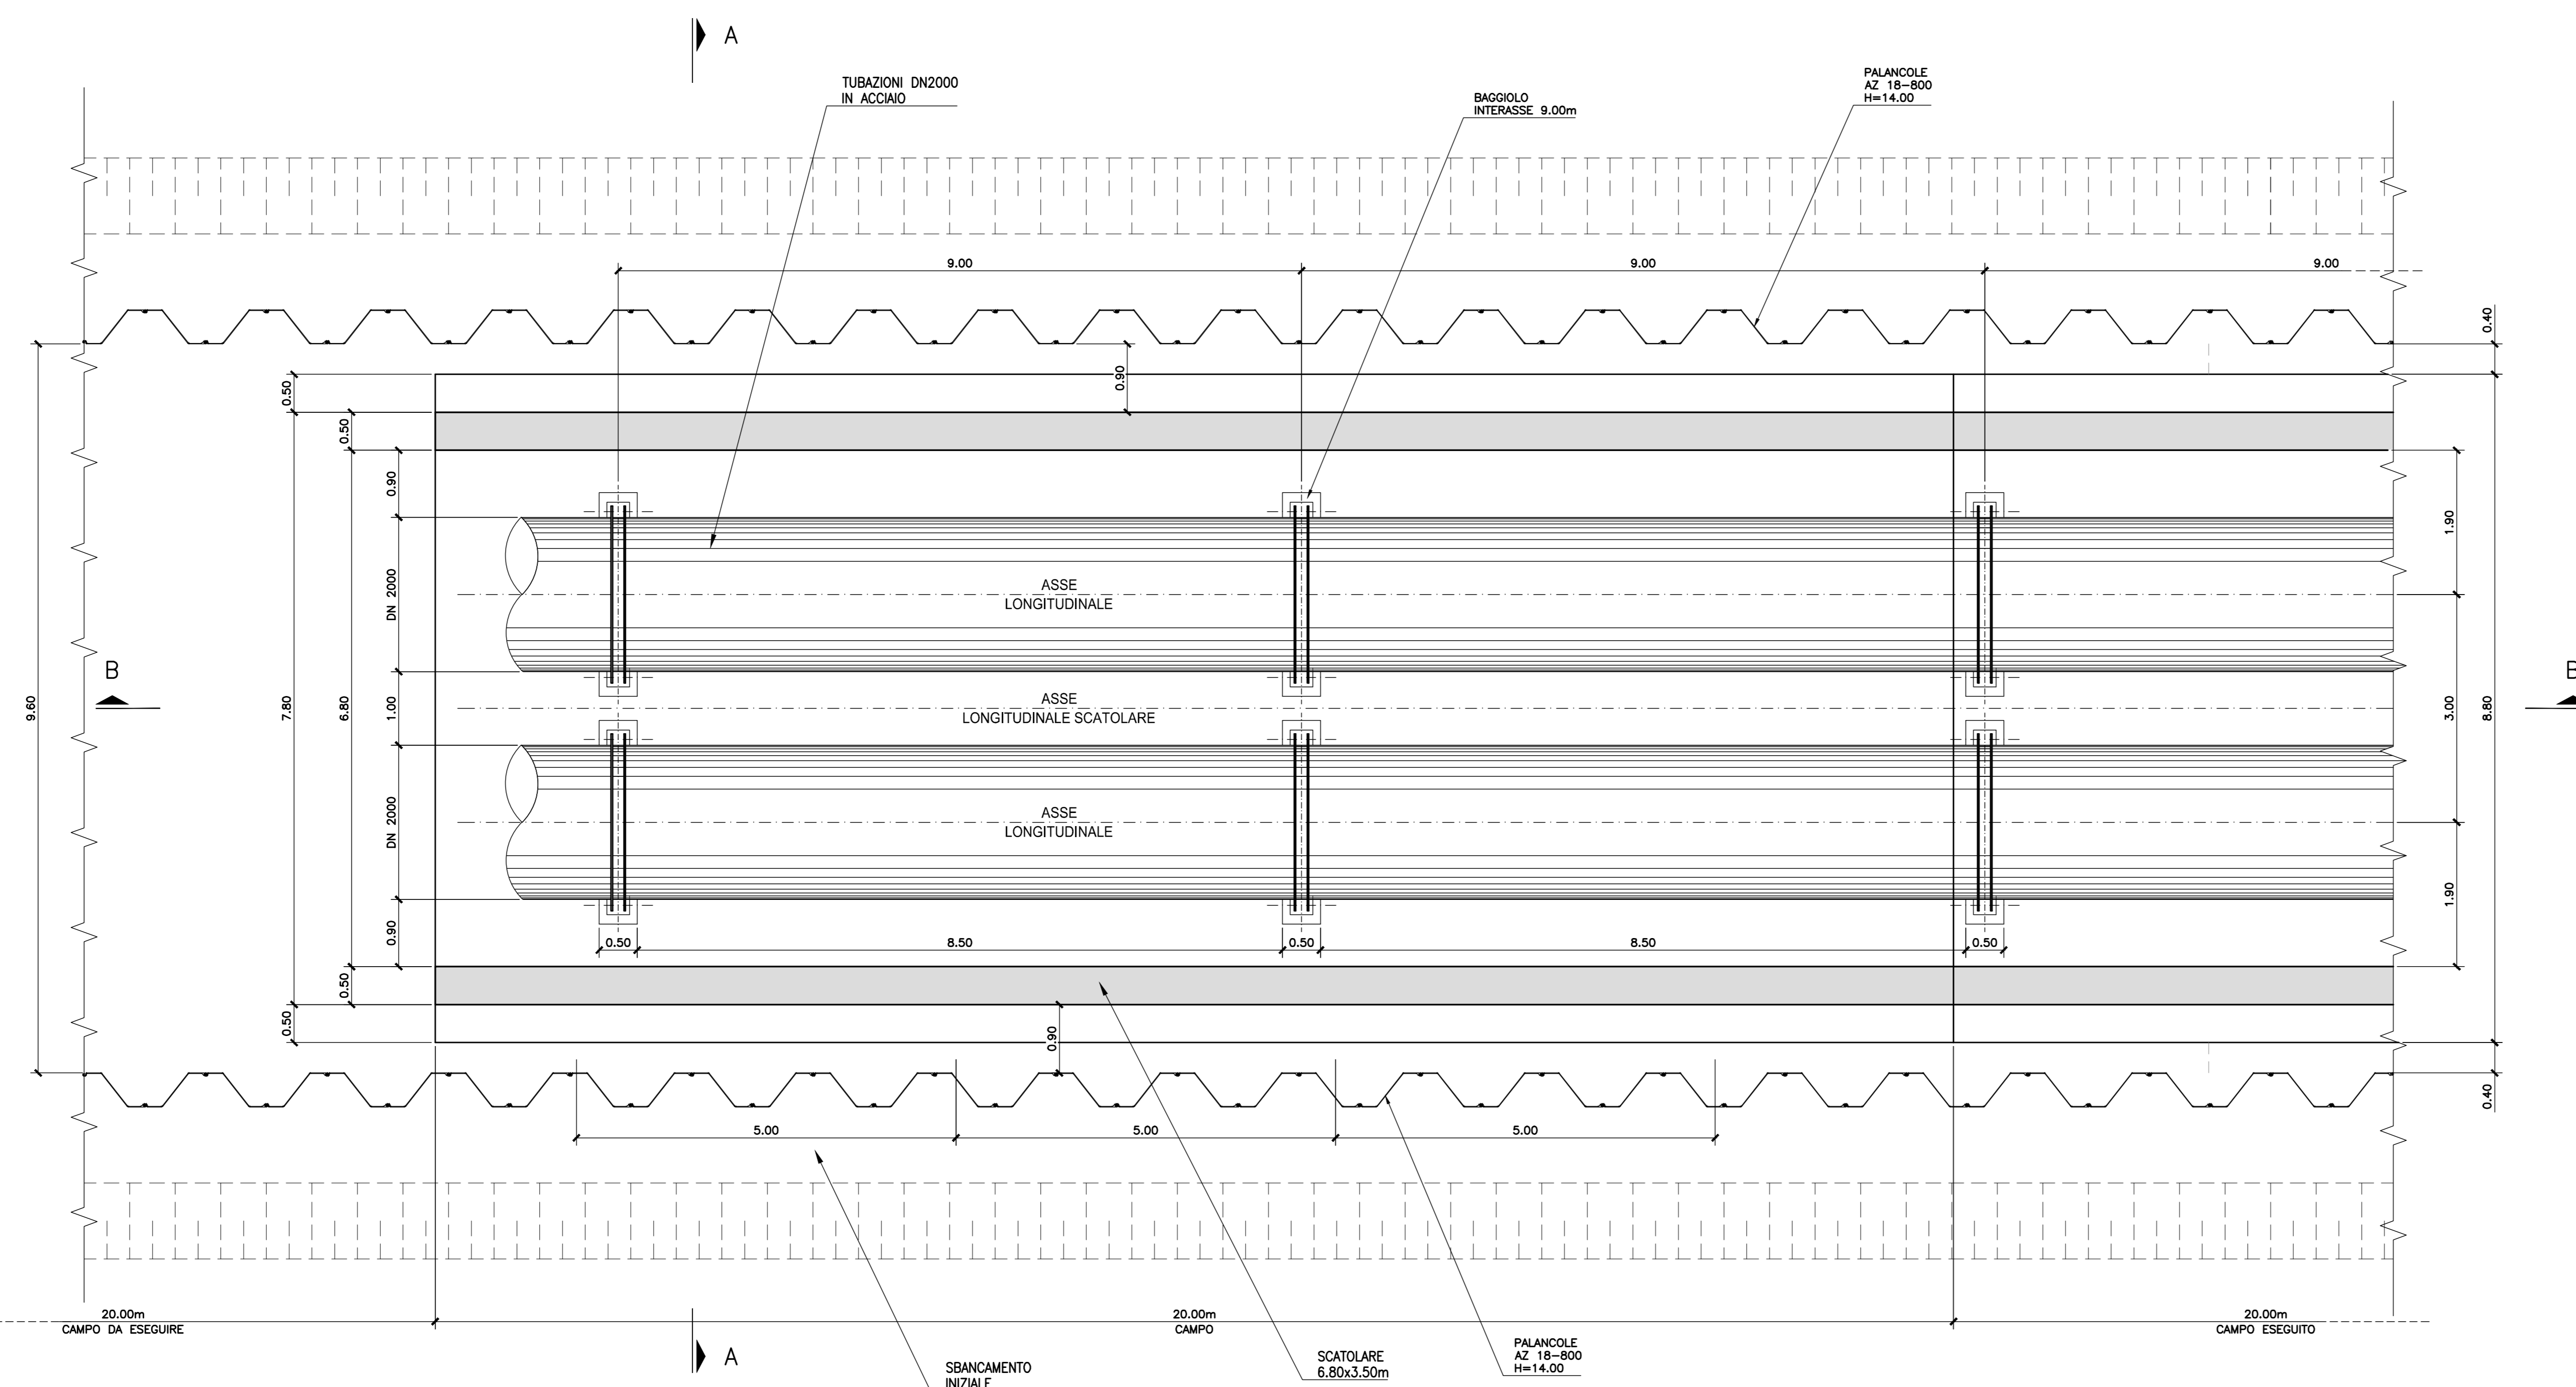 A
TUBAZIONI DN2000
IN ACCIAIO
BAGGIOLO
INTERASSE 9.00m
PALANCOLE
AZ 18-800
H=14.00
9.00
9.00
9.00
0.40
0.90
0.50
0.50
0.90
DN 2000
1.90
ASSE
LONGITUDINALE
B
B
9.60
7.80
6.80
1.00
ASSE
LONGITUDINALE SCATOLARE
3.00
8.80
DN 2000
ASSE
LONGITUDINALE
1.90
0.90
0.50
8.50
0.50
8.50
0.50
0.50
0.50
0.90
0.40
5.00
5.00
5.00
20.00m
CAMPO DA ESEGUIRE
20.00m
CAMPO
20.00m
CAMPO ESEGUITO
A
SBANCAMENTO
INIZIALE
SCATOLARE
6.80x3.50m
PALANCOLE
AZ 18-800
H=14.00